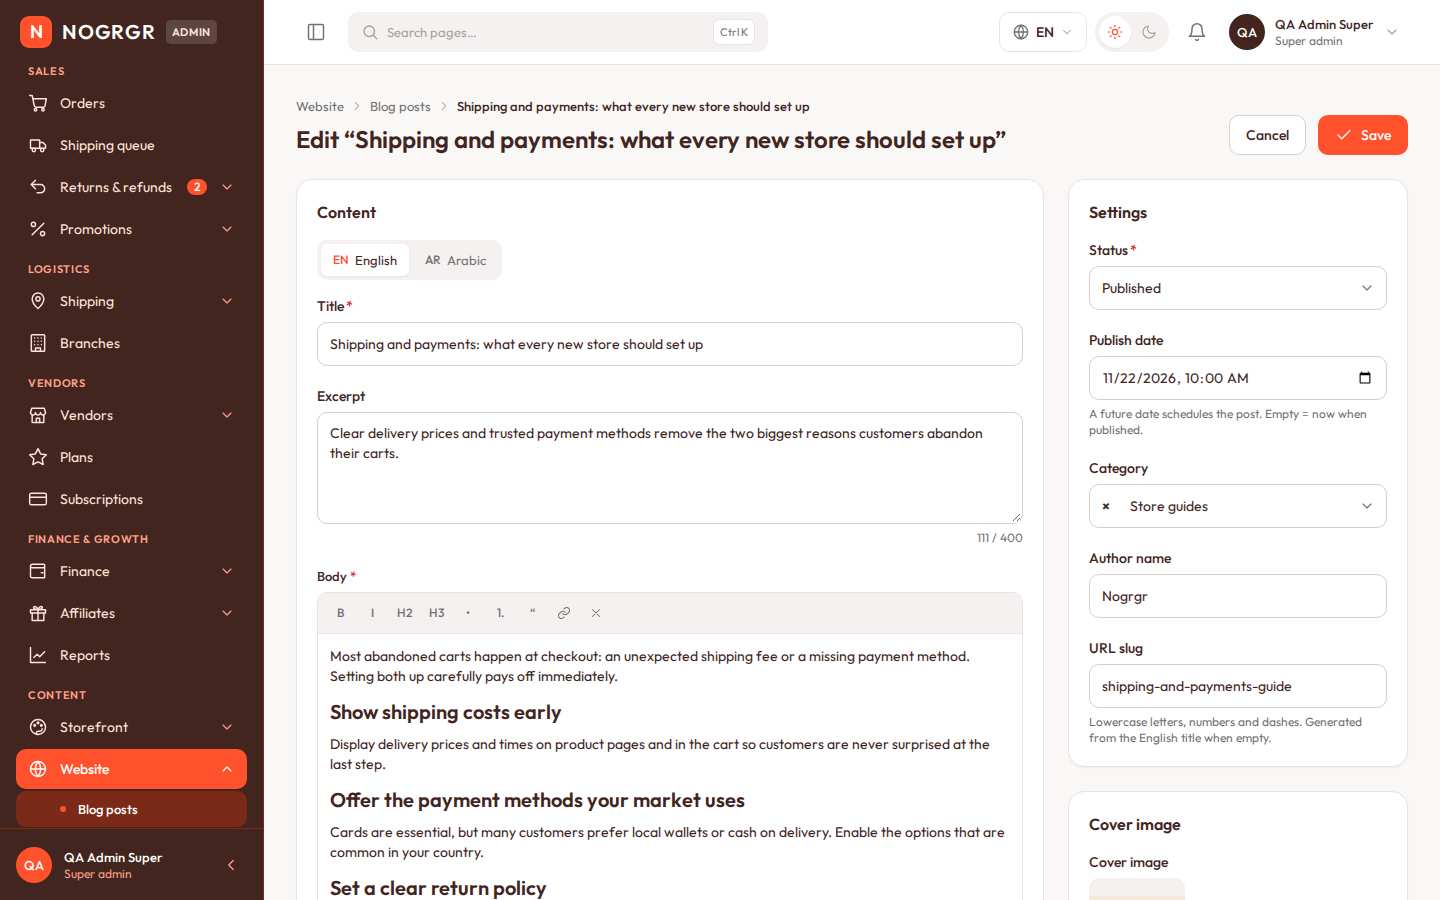 N NOGRGR ADMIN
SALES
Orders
Shipping queue
Returns & refunds 2
Promotions
LOGISTICS
Shipping
Branches
VENDORS
Vendors
Plans
Subscriptions
FINANCE & GROWTH
Finance
Affiliates
Reports
CONTENT
Storefront
Website
Blog posts
QA QA Admin Super
Super admin
Search pages... Ctrl K
EN
QA QA Admin Super
Super admin
Website Blog posts Shipping and payments: what every new store should set up
Edit “Shipping and payments: what every new store should set up”
Cancel
Save
Content
EN English AR Arabic
Title *
Shipping and payments: what every new store should set up
Excerpt
Clear delivery prices and trusted payment methods remove the two biggest reasons customers abandon
their carts.
111 / 400
Body *
B I H2 H3 • 1. “
Most abandoned carts happen at checkout: an unexpected shipping fee or a missing payment method.
Setting both up carefully pays off immediately.
Show shipping costs early
Display delivery prices and times on product pages and in the cart so customers are never surprised at the
last step.
Offer the payment methods your market uses
Cards are essential, but many customers prefer local wallets or cash on delivery. Enable the options that are
common in your country.
Set a clear return policy
Settings
Status *
Published
Publish date
11/22/2026, 10:00 AM
A future date schedules the post. Empty = now when
published.
Category
× Store guides
Author name
Nogrgr
URL slug
shipping-and-payments-guide
Lowercase letters, numbers and dashes. Generated
from the English title when empty.
Cover image
Cover image